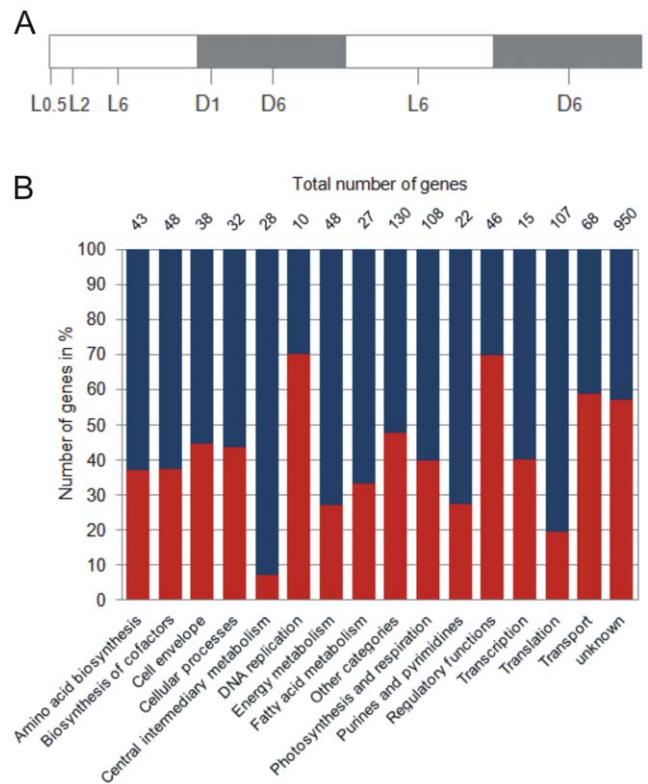 A
L0.5 L2 L6 D1 D6 L6 D6
B
Total number of genes
43 48 38 32 28 10 48 27 130 108 22 46 15 107 68 950
Number of genes in %
100
90
80
70
60
50
40
30
20
10
0
Amino acid biosynthesis
Biosynthesis of cofactors
Cell envelope
Cellular processes
Central intermediary metabolism
DNA replication
Energy metabolism
Fatty acid metabolism
Other categories
Photosynthesis and respiration
Purines and pyrimidines
Regulatory functions
Transcription
Translation
Transport
unknown